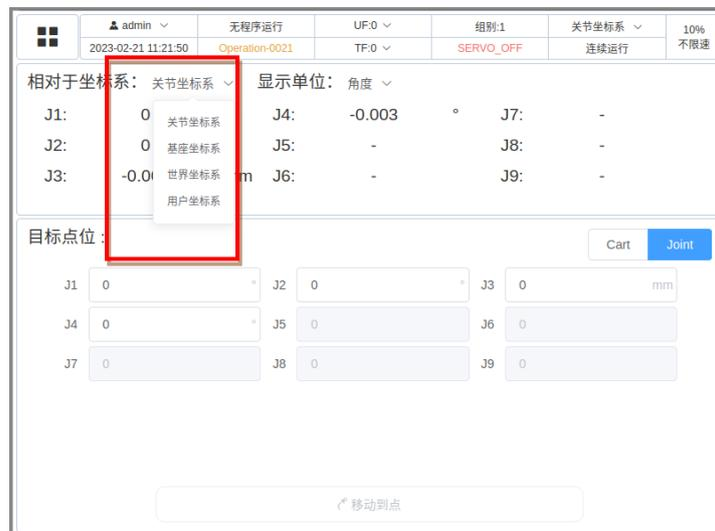 admin 无程序运行 UF:0 组别:1 关节坐标系 10%
2023-02-21 11:21:50 Operation-0021 TF:0 SERVO_OFF 连续运行 不限速
相对于坐标系： 关节坐标系 显示单位： 角度
J1: 0 J4: -0.003 ° J7: -
关节坐标系
J2: 0 J5: - J8: -
基座坐标系
J3: -0.0 m J6: - J9: -
世界坐标系
用户坐标系
目标点位 : Cart Joint
J1 0 ° J2 0 ° J3 0 mm
J4 0 ° J5 0 J6 0
J7 0 J8 0 J9 0
移动到点